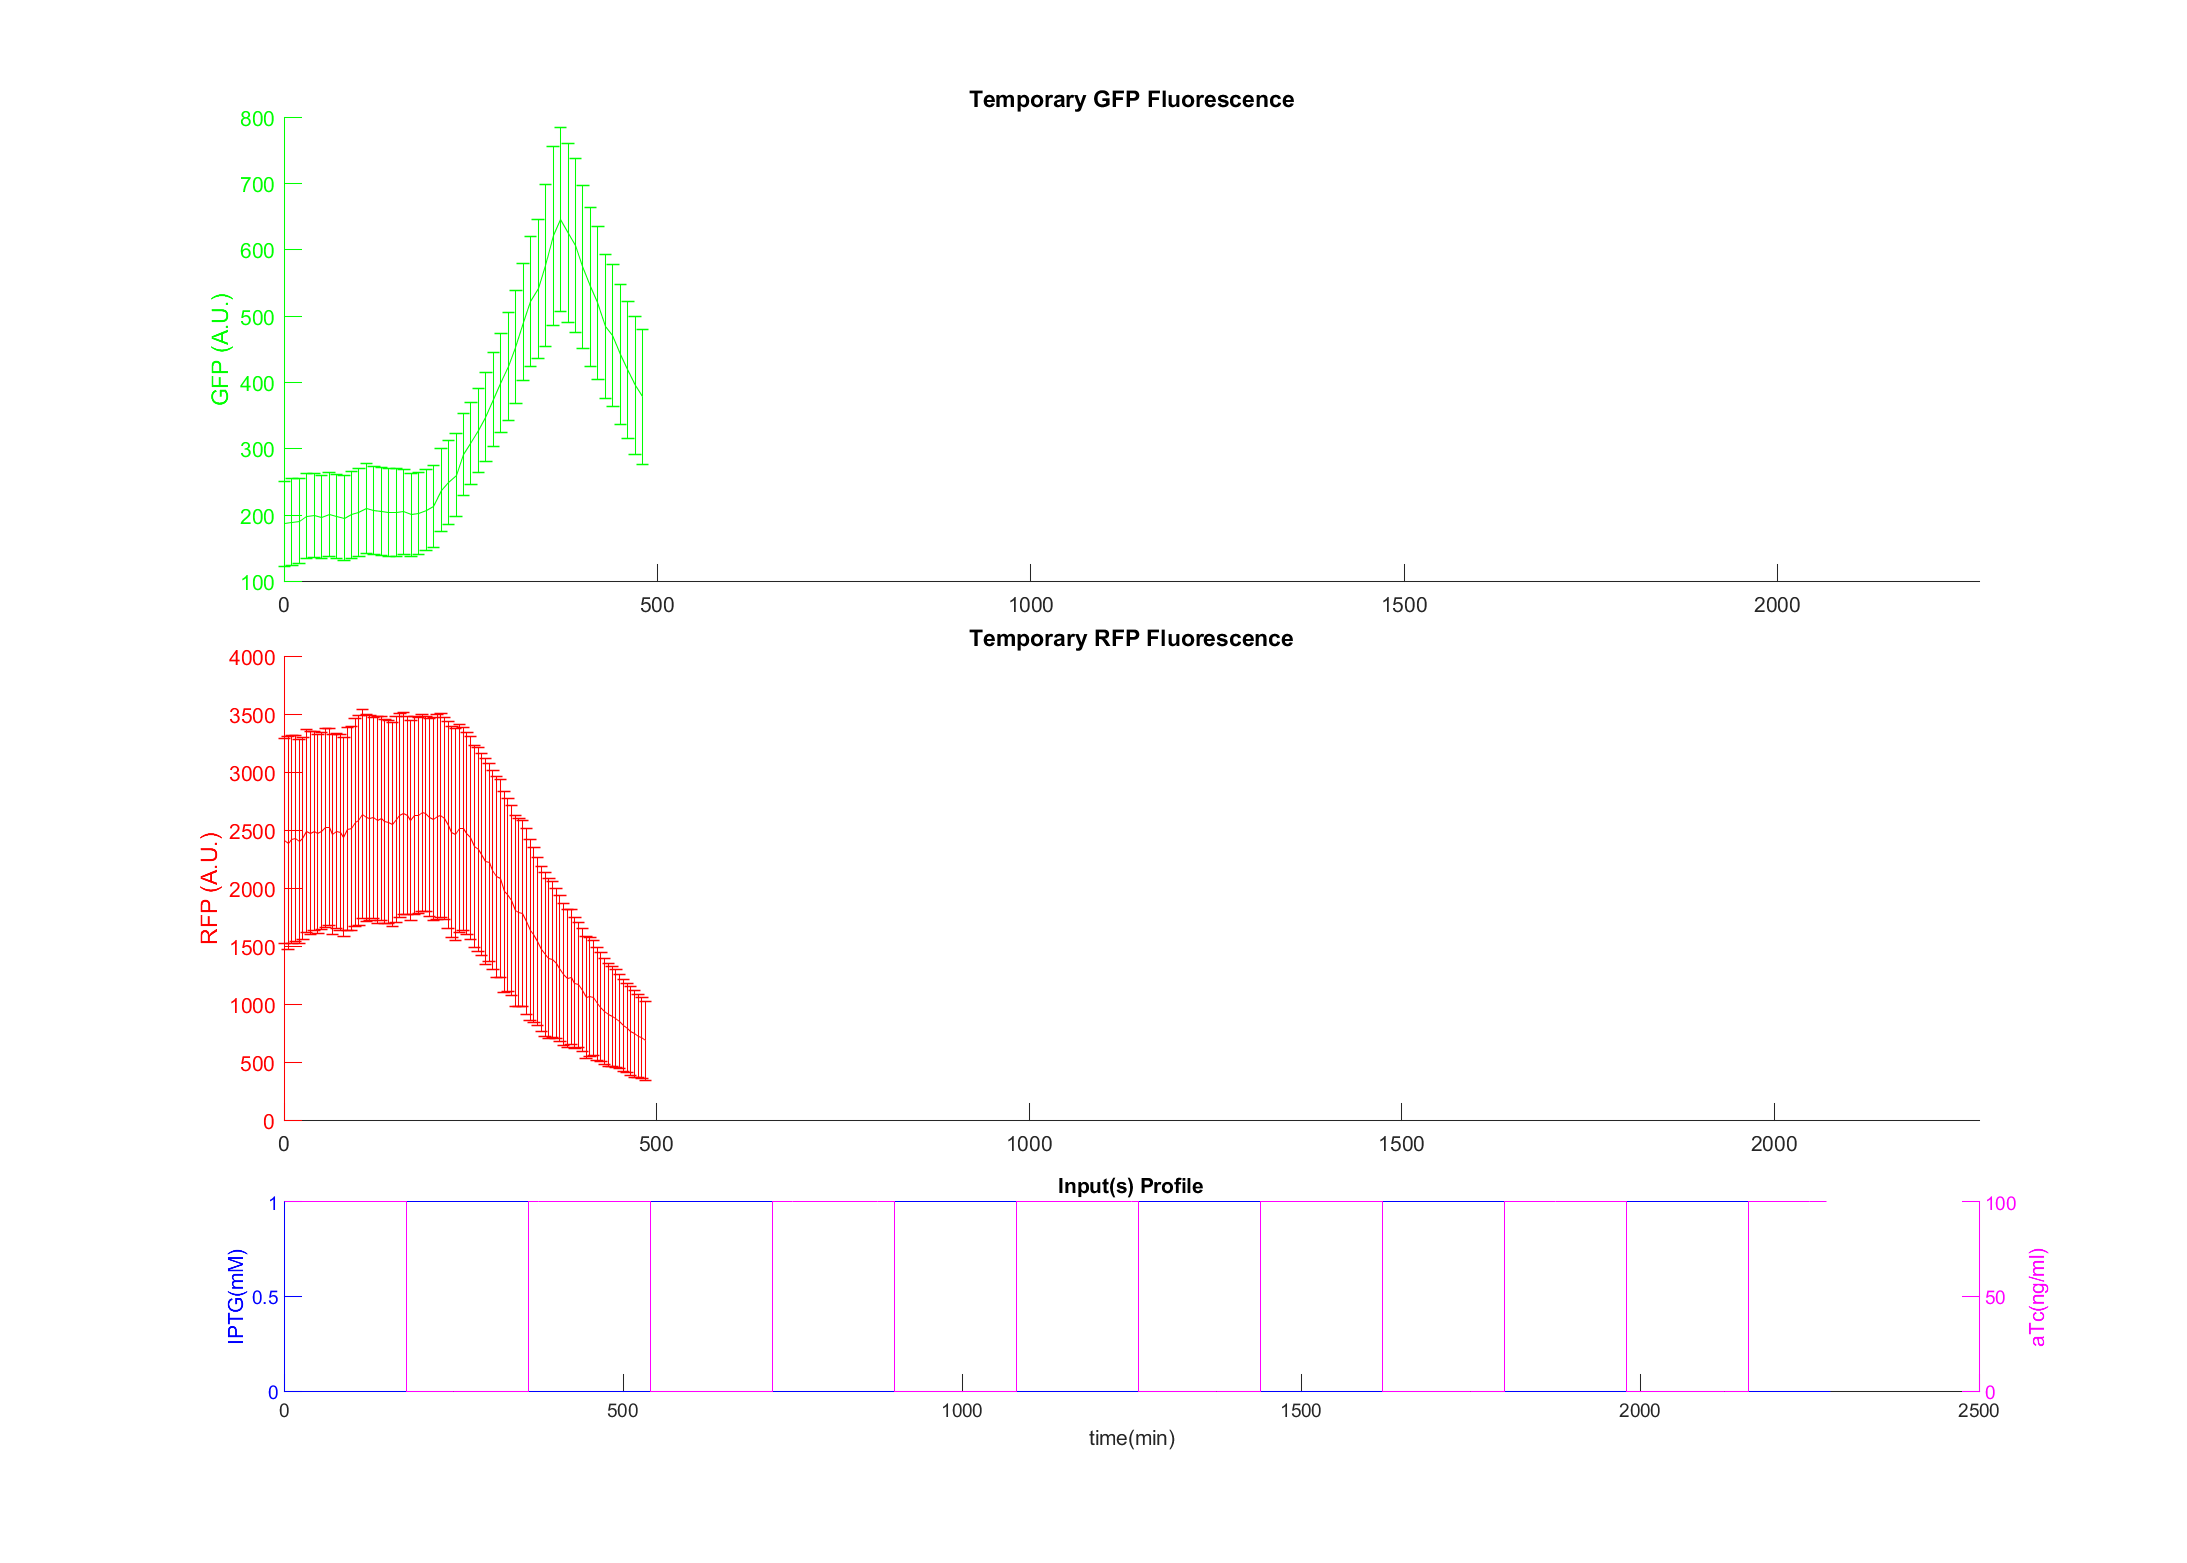 Temporary GFP Fluorescence
800
700
600
500
400
300
200
100
GFP (A.U.)
0 500 1000 1500 2000
Temporary RFP Fluorescence
4000
3500
3000
2500
2000
1500
1000
500
0
RFP (A.U.)
0 500 1000 1500 2000
Input(s) Profile
1
0.5
0
IPTG(mM)
100
50
0
aTc(ng/ml)
0 500 1000 1500 2000 2500
time(min)